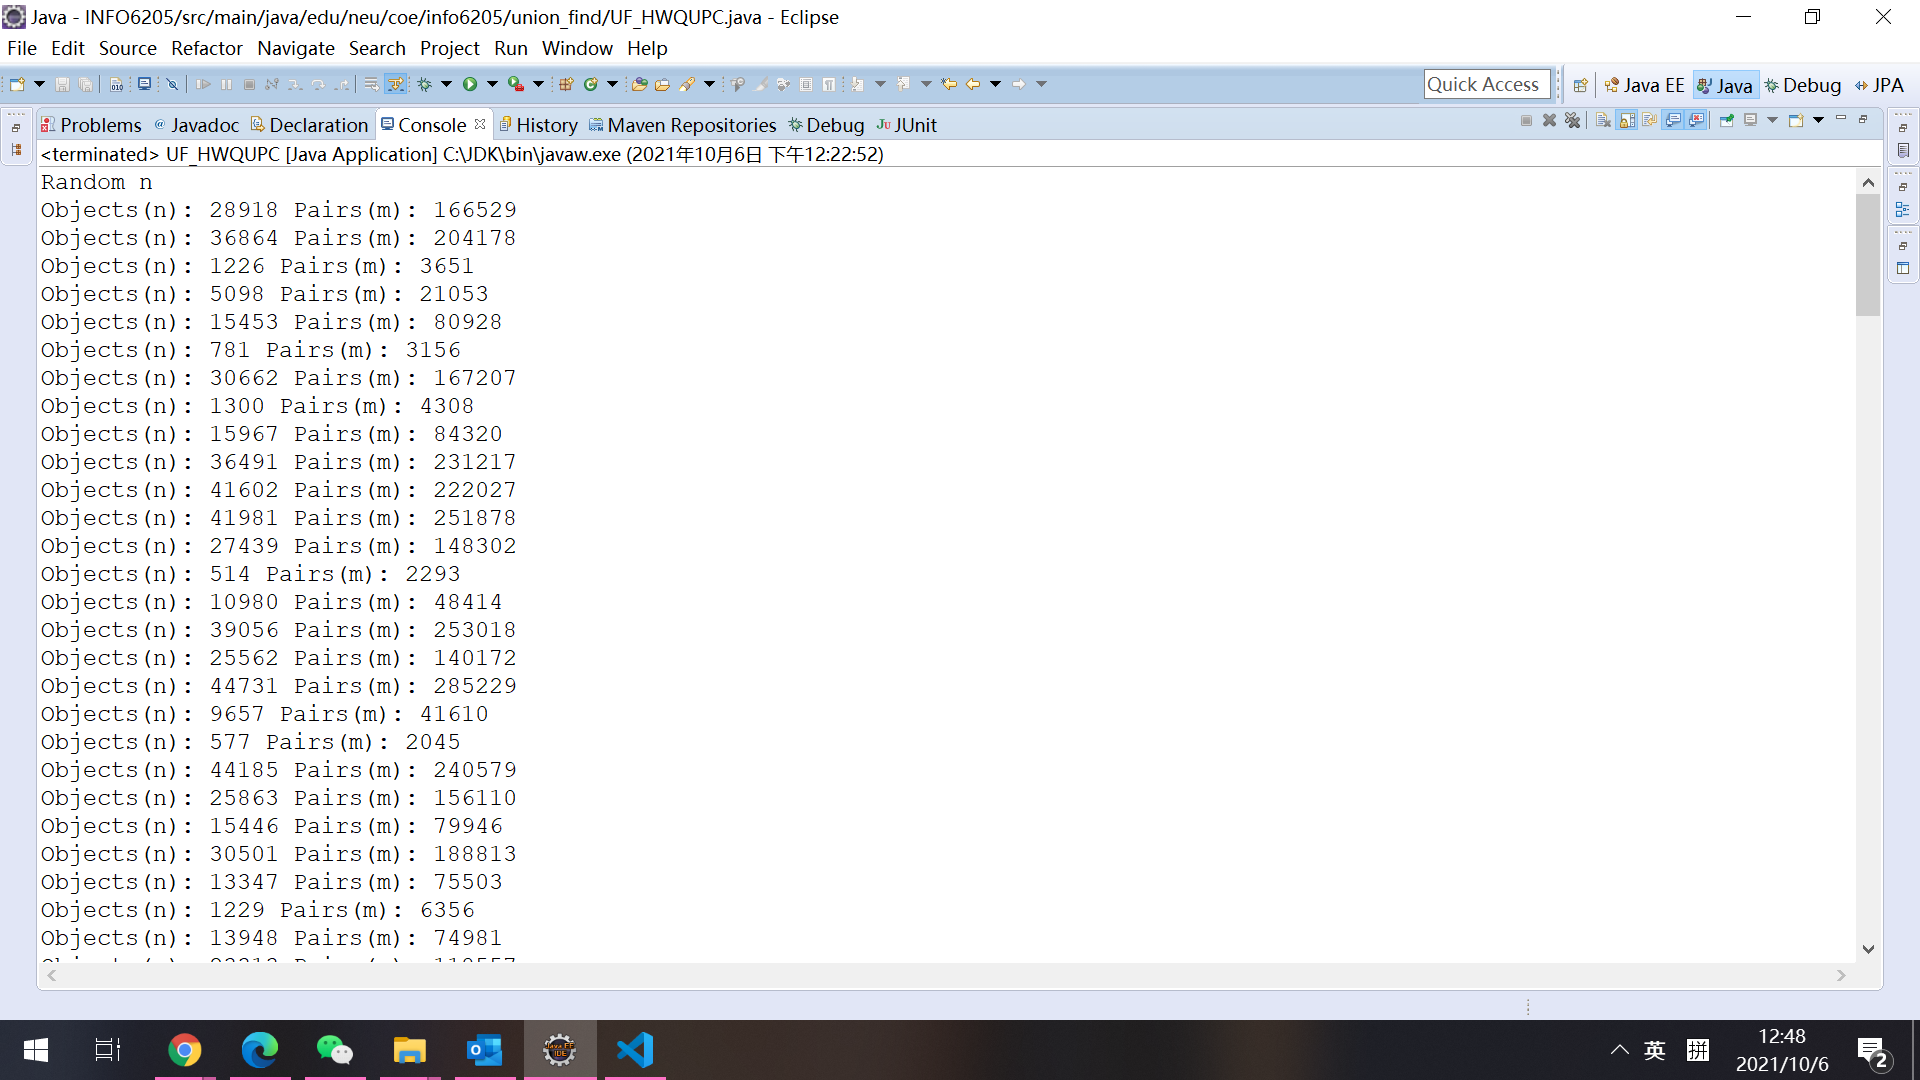 Java - INFO6205/src/main/java/edu/neu/coe/info6205/union_find/UF_HWQUPC.java - Eclipse
File Edit Source Refactor Navigate Search Project Run Window Help
Quick Access Java EE Java Debug JPA
Problems Javadoc Declaration Console History Maven Repositories Debug JUnit
<terminated> UF_HWQUPC [Java Application] C:\JDK\bin\javaw.exe (2021年10月6日 下午12:22:52)
Random n
Objects(n): 28918 Pairs(m): 166529
Objects(n): 36864 Pairs(m): 204178
Objects(n): 1226 Pairs(m): 3651
Objects(n): 5098 Pairs(m): 21053
Objects(n): 15453 Pairs(m): 80928
Objects(n): 781 Pairs(m): 3156
Objects(n): 30662 Pairs(m): 167207
Objects(n): 1300 Pairs(m): 4308
Objects(n): 15967 Pairs(m): 84320
Objects(n): 36491 Pairs(m): 231217
Objects(n): 41602 Pairs(m): 222027
Objects(n): 41981 Pairs(m): 251878
Objects(n): 27439 Pairs(m): 148302
Objects(n): 514 Pairs(m): 2293
Objects(n): 10980 Pairs(m): 48414
Objects(n): 39056 Pairs(m): 253018
Objects(n): 25562 Pairs(m): 140172
Objects(n): 44731 Pairs(m): 285229
Objects(n): 9657 Pairs(m): 41610
Objects(n): 577 Pairs(m): 2045
Objects(n): 44185 Pairs(m): 240579
Objects(n): 25863 Pairs(m): 156110
Objects(n): 15446 Pairs(m): 79946
Objects(n): 30501 Pairs(m): 188813
Objects(n): 13347 Pairs(m): 75503
Objects(n): 1229 Pairs(m): 6356
Objects(n): 13948 Pairs(m): 74981
英 拼 12:48
2021/10/6
2